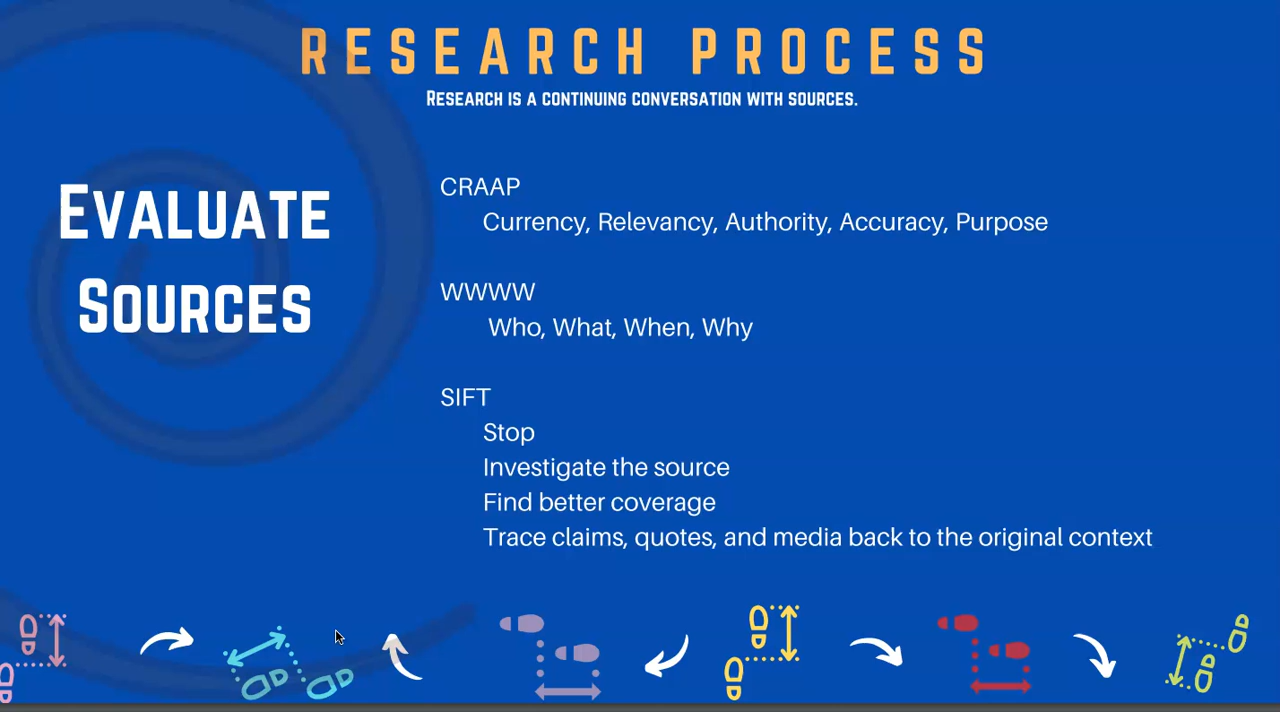 RESEARCH PROCESS
RESEARCH IS A CONTINUING CONVERSATION WITH SOURCES.
EVALUATE
SOURCES
CRAAP
Currency, Relevancy, Authority, Accuracy, Purpose
WWWW
Who, What, When, Why
SIFT
Stop
Investigate the source
Find better coverage
Trace claims, quotes, and media back to the original context